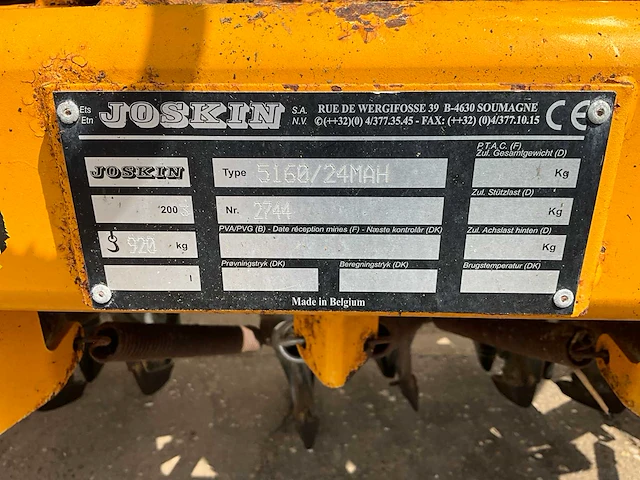 Ets Etn JOSKIN S.A. N.V. RUE DE WERGIFOSSE 39 B-4630 SOUMAGNE
✆(++32)(0) 4/377.35.45 - FAX: (++32) (0)4/377.10.15
CE
JOSKIN
Type 5160/24MAH
P.T.A.C. (F)
Zul. Gesamtgewicht (D)
Kg
200
Nr. 2744
Zul. Stützlast (D)
Kg
920 kg
PVA/PVG (B) - Date réception mines (F) - Næste kontrolår (DK)
Zul. Achslast hinten (D)
Kg
l
Prøvningstryk (DK)
Beregningstryk (DK)
Brugstemperatur (DK)
Made in Belgium